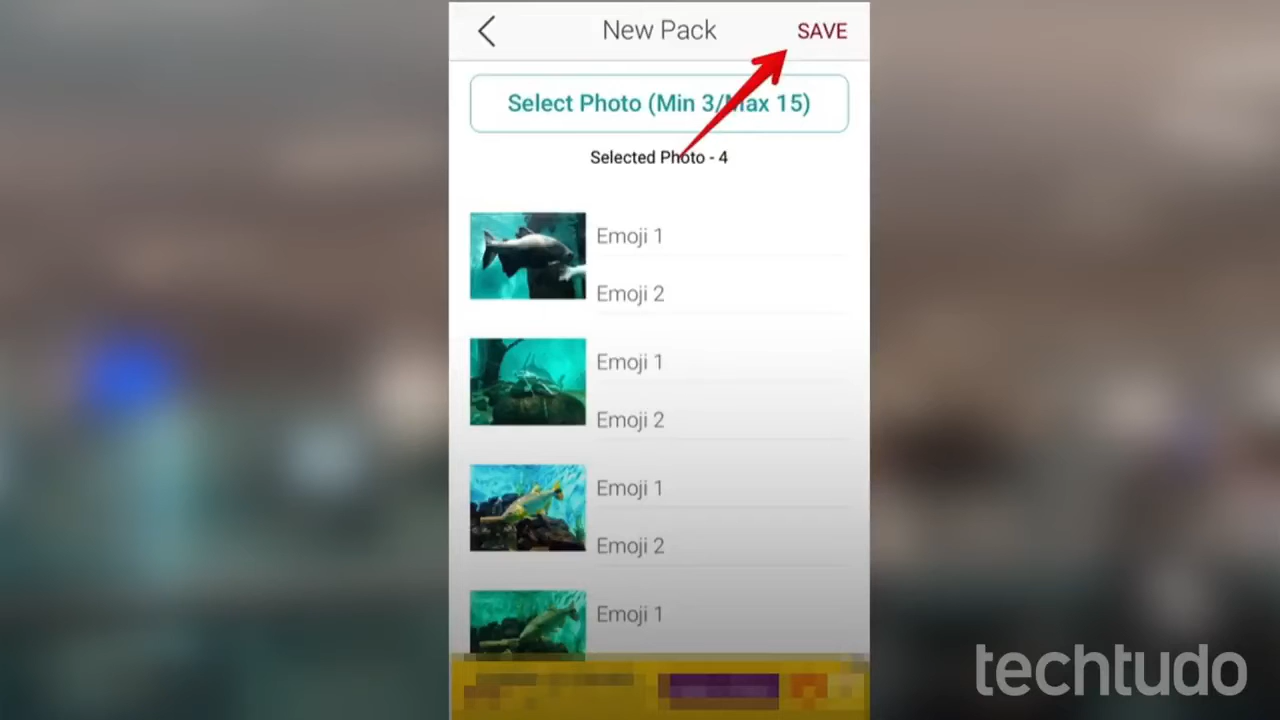 New Pack
SAVE
Select Photo (Min 3/Max 15)
Selected Photo - 4
Emoji 1
Emoji 2
Emoji 1
Emoji 2
Emoji 1
Emoji 2
Emoji 1
techtudo